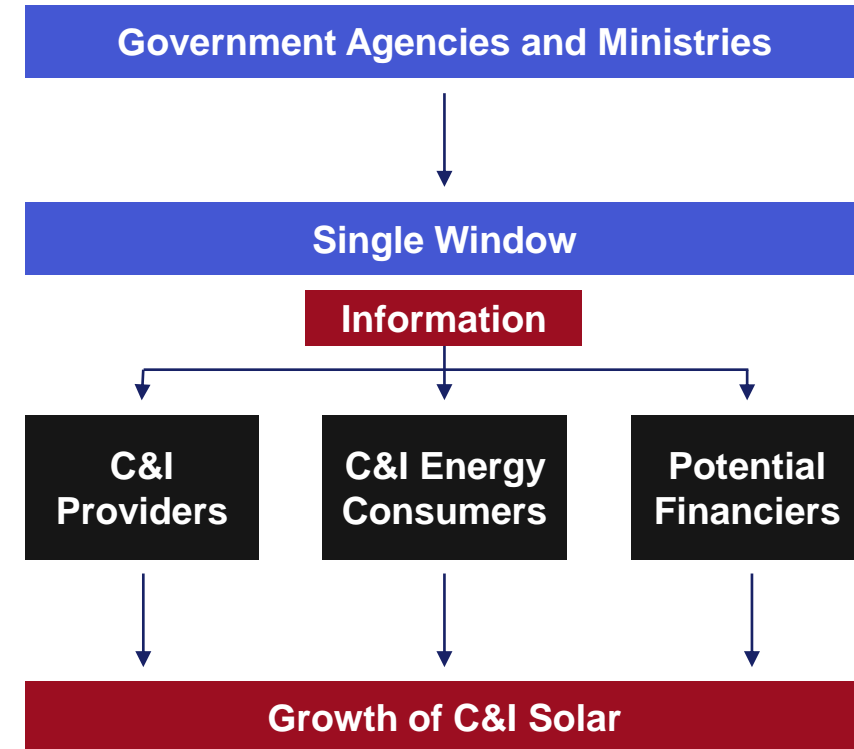 Government Agencies and Ministries
Single Window
Information
C&I
Providers
C&I Energy
Consumers
Potential
Financiers
Growth of C&I Solar